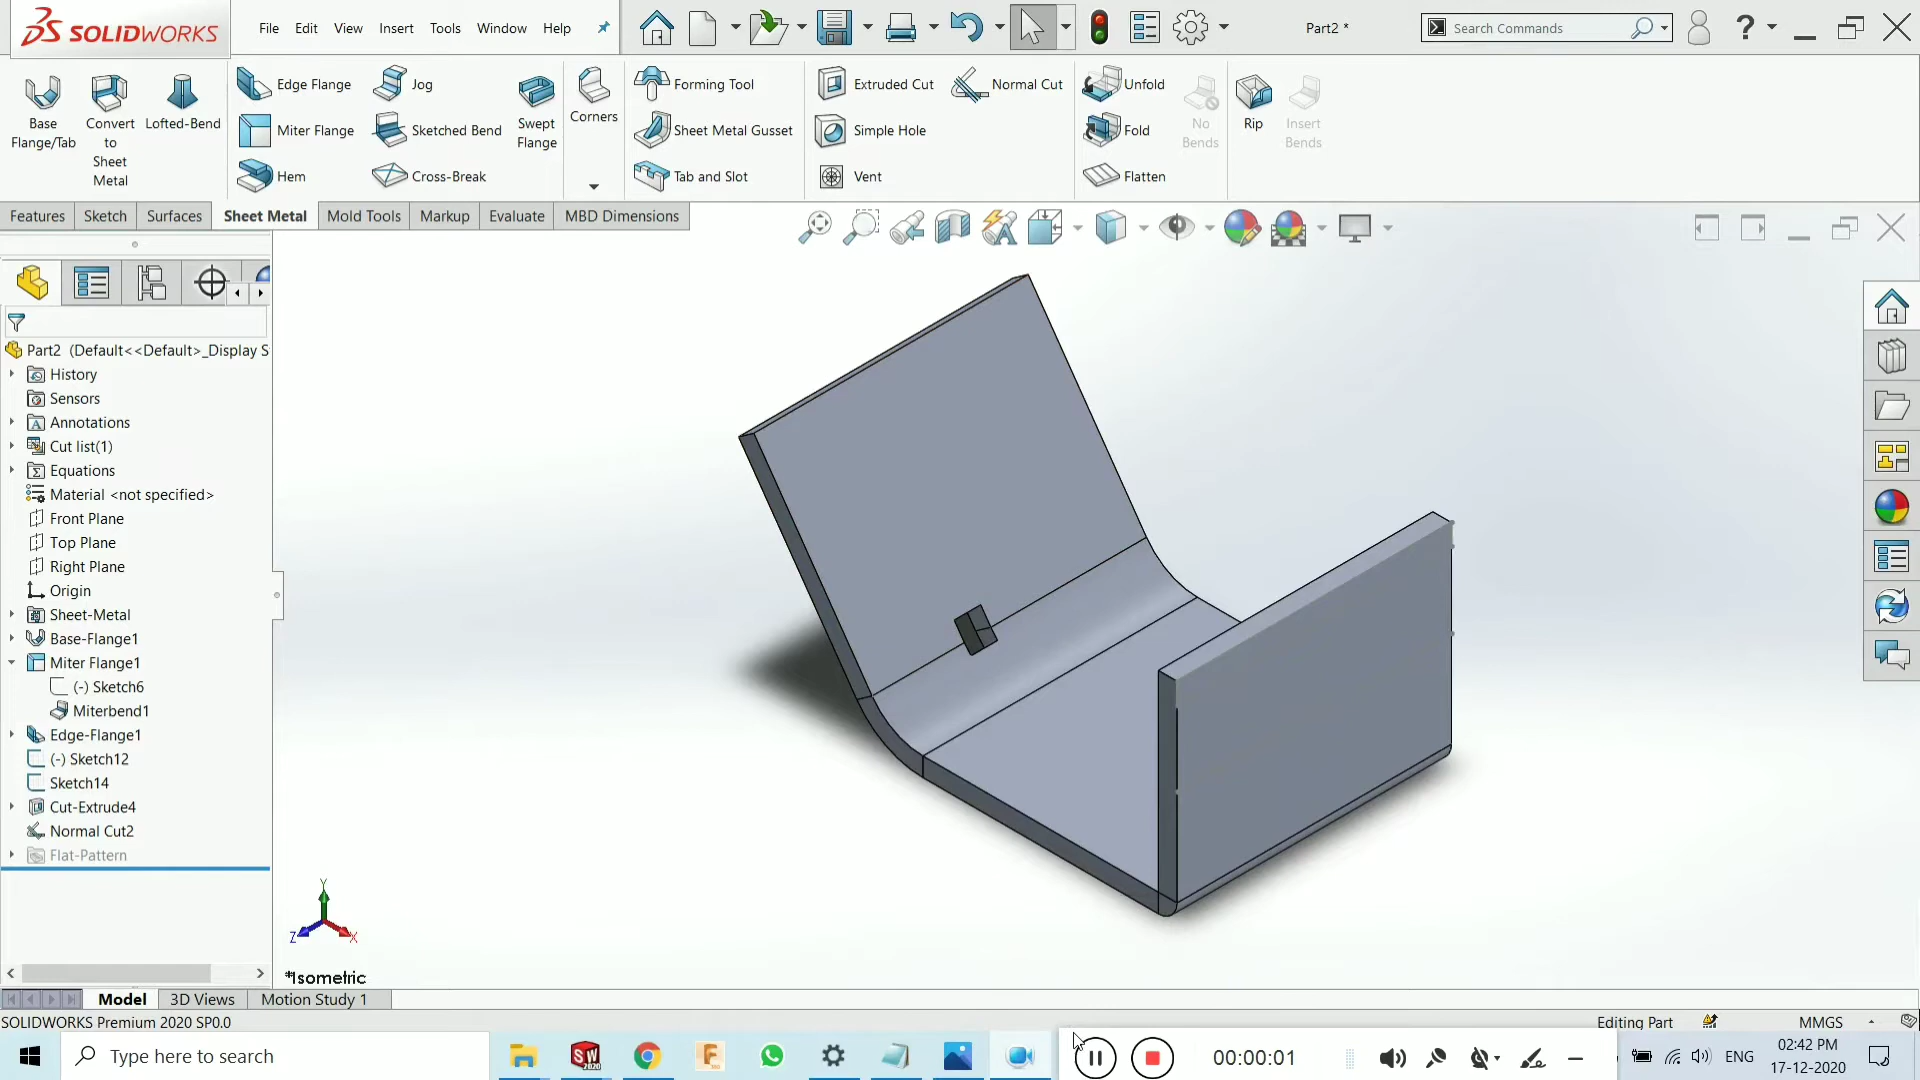 SOLIDWORKS
File Edit View Insert Tools Window Help
Part2 *
Search Commands
Base Flange/Tab
Convert to Sheet Metal
Lofted-Bend
Edge Flange
Miter Flange
Hem
Jog
Sketched Bend
Cross-Break
Swept Flange
Corners
Forming Tool
Sheet Metal Gusset
Tab and Slot
Extruded Cut
Simple Hole
Vent
Normal Cut
Unfold
Fold
Flatten
No Bends
Rip
Insert Bends
Features Sketch Surfaces Sheet Metal Mold Tools Markup Evaluate MBD Dimensions
Part2 (Default<<Default>_Display S
History
Sensors
Annotations
Cut list(1)
Equations
Material <not specified>
Front Plane
Top Plane
Right Plane
Origin
Sheet-Metal
Base-Flange1
Miter Flange1
(-) Sketch6
Miterbend1
Edge-Flange1
(-) Sketch12
Sketch14
Cut-Extrude4
Normal Cut2
Flat-Pattern
Y
Z X
*Isometric
Model 3D Views Motion Study 1
SOLIDWORKS Premium 2020 SP0.0
Editing Part MMGS
Type here to search
SW 2020
F 360
00:00:01
ENG
02:42 PM
17-12-2020